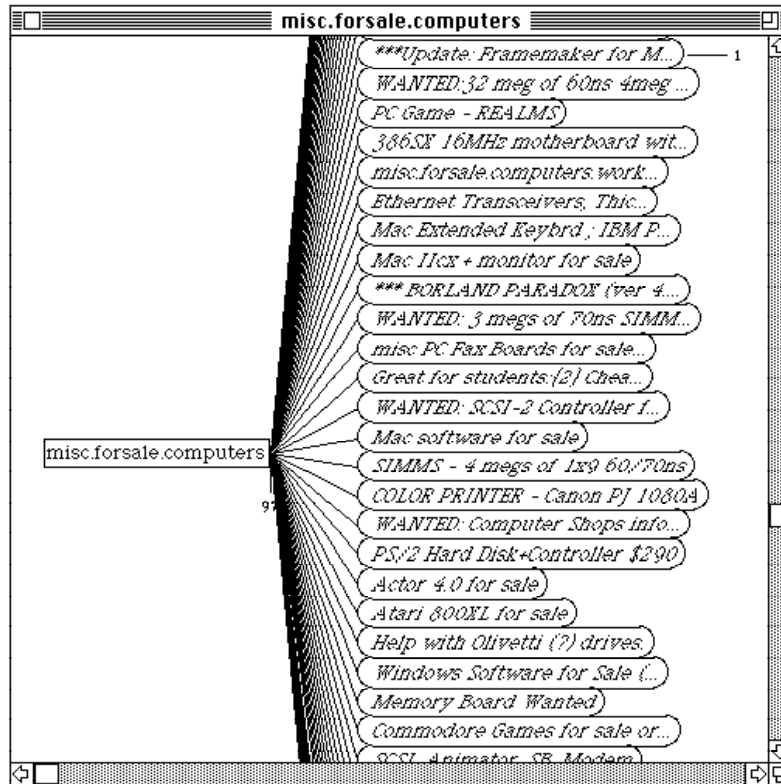 misc.forsale.computers
***Update: Framemaker for M...
1
WANTED:32 meg of 60ns 4meg ...
PC Game - REALMS
386SX 16MHz motherboard wit...
misc.forsale.computers.work...
Ethernet Transceivers, Thic...
Mac Extended Keybrd ; IBM P...
Mac IIcx + monitor for sale
*** BORLAND PARADOX (ver 4...
WANTED: 3 megs of 70ns SIMM...
misc PC Fax Boards for sale...
Great for students:{2} Chea...
WANTED: SCSI-2 Controller f...
Mac software for sale
misc.forsale.computers
SIMMS - 4 megs of 1x9 60/70ns
COLOR PRINTER - Canon PJ 1080A
97
WANTED: Computer Shops info...
PS/2 Hard Disk+Controller $290
Actor 4.0 for sale
Atari 800XL for sale
Help with Olivetti (?) drives.
Windows Software for Sale (...
Memory Board Wanted
Commodore Games for sale or...
SCSI, Animator, SB, Modem